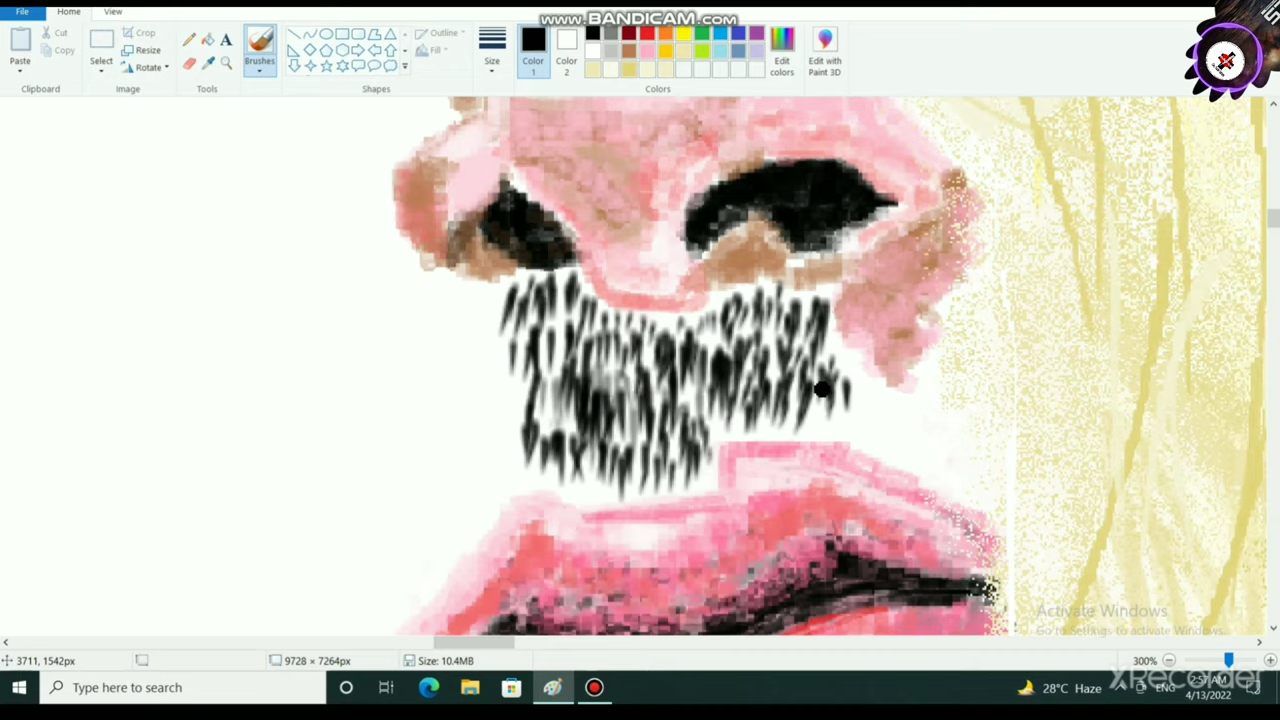 www.BANDICAM.com
File Home View
Cut
Copy
Paste
Clipboard
Crop
Resize
Rotate
Select
Image
Tools
Brushes
Outline
Fill
Shapes
Size
Color 1
Color 2
Edit colors
Edit with Paint 3D
Colors
Activate Windows
Go to Settings to activate Windows.
3711, 1542px
9728 × 7264px
Size: 10.4MB
300%
XRecorder
Type here to search
28°C Haze
ENG
2:57 AM
4/13/2022